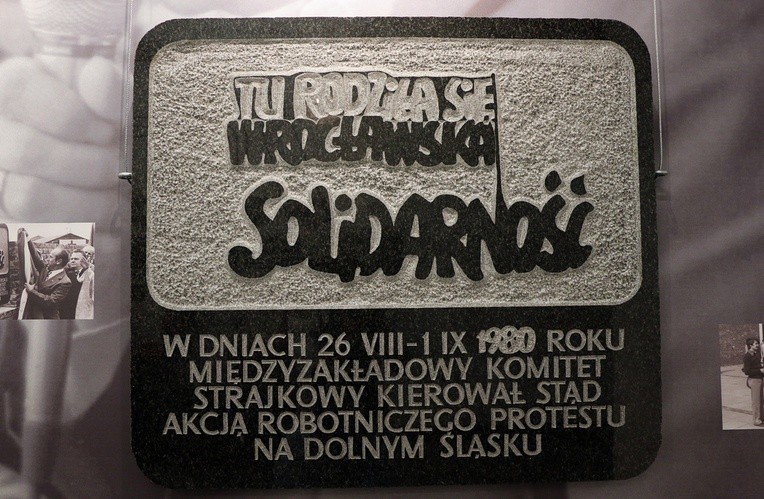 TU RODZIŁA SIĘ
WROCŁAWSKA
SOLIDARNOŚĆ
W DNIACH 26 VIII-1 IX 1980 ROKU
MIĘDZYZAKŁADOWY KOMITET
STRAJKOWY KIEROWAŁ STĄD
AKCJĄ ROBOTNICZEGO PROTESTU
NA DOLNYM ŚLĄSKU